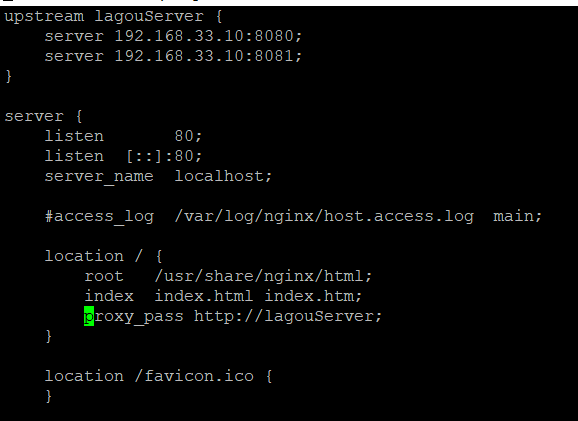 upstream lagouServer {
    server 192.168.33.10:8080;
    server 192.168.33.10:8081;
}
server {
    listen       80;
    listen  [::]:80;
    server_name  localhost;
    #access_log  /var/log/nginx/host.access.log  main;
    location / {
        root   /usr/share/nginx/html;
        index  index.html index.htm;
        proxy_pass http://lagouServer;
    }
    location /favicon.ico {
    }